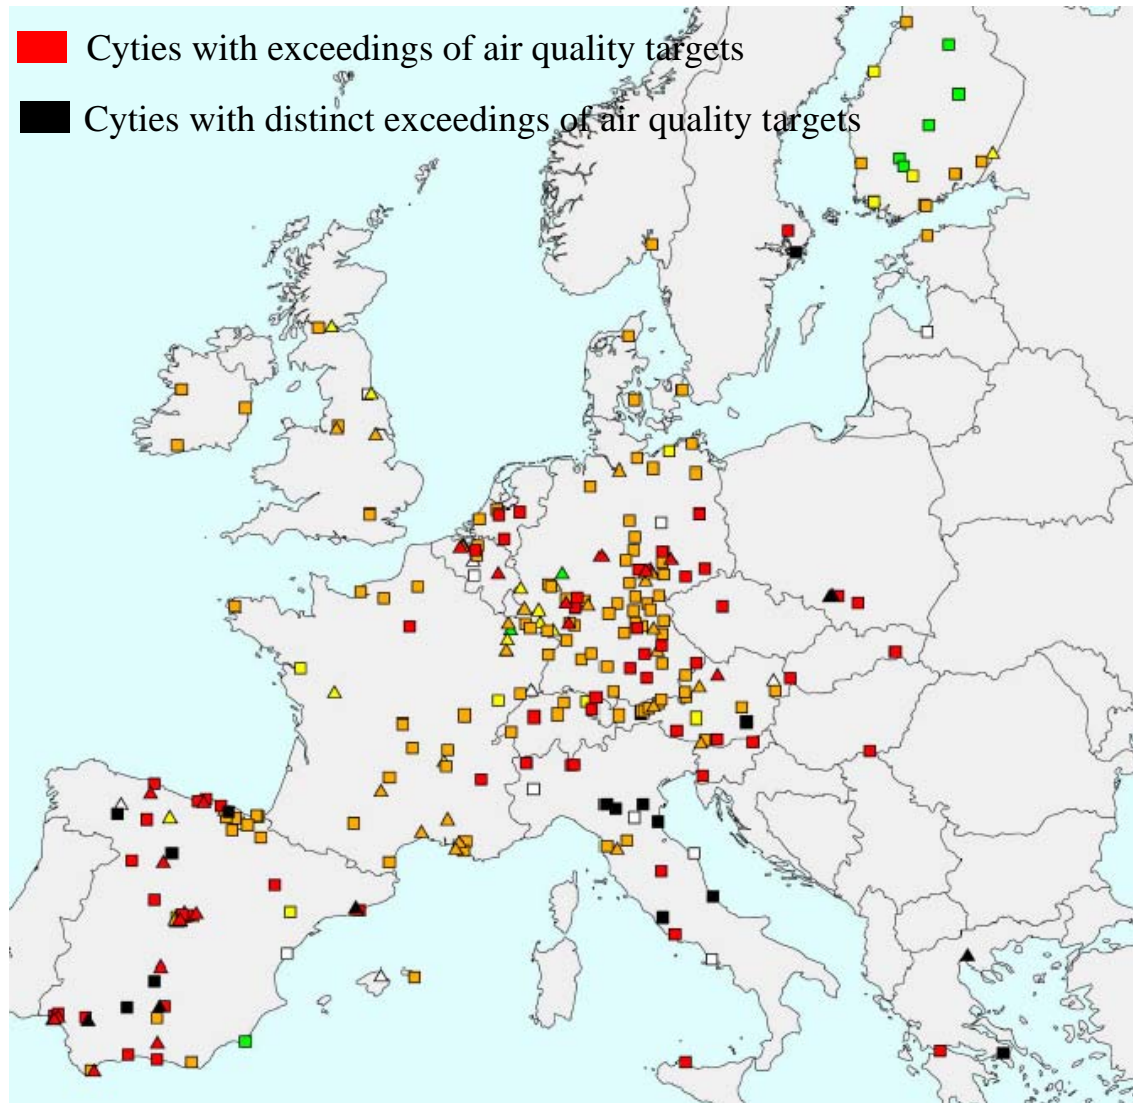 Cyties with exceedings of air quality targets
Cyties with distinct exceedings of air quality targets